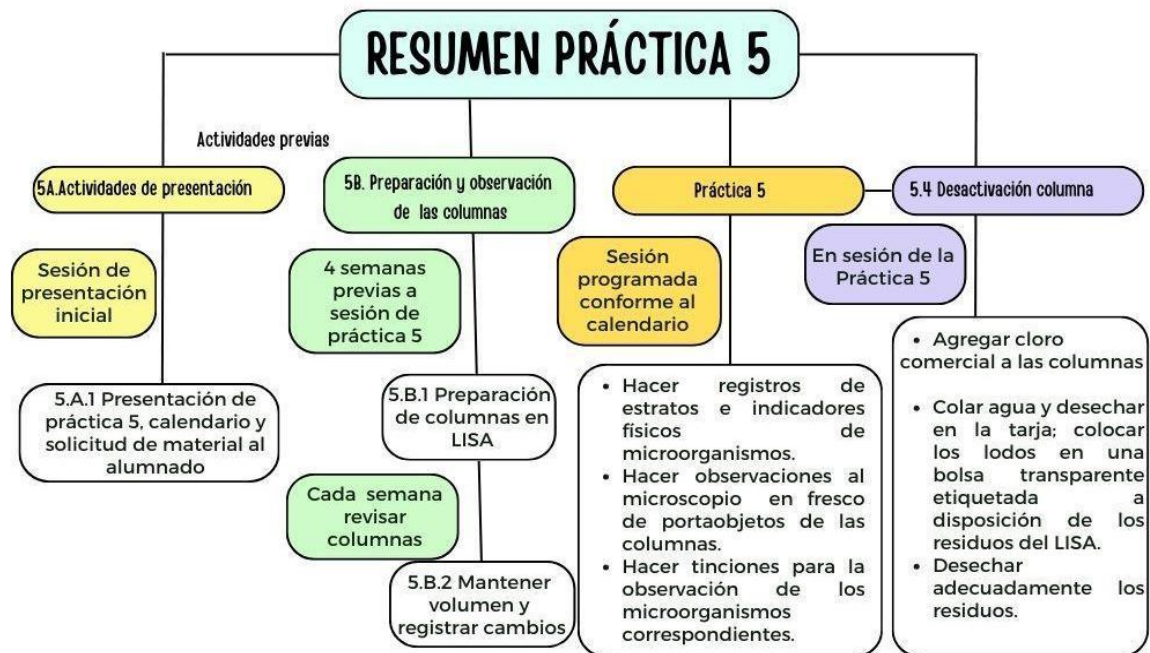 RESUMEN PRÁCTICA 5
Actividades previas
5A.Actividades de presentación
Sesión de
presentación
inicial
5.A.1 Presentación de
práctica 5, calendario y
solicitud de material al
alumnado
5B. Preparación y observación
de las columnas
4 semanas
previas a
sesión de
práctica 5
5.B.1 Preparación
de columnas en
LISA
Cada semana
revisar
columnas
5.B.2 Mantener
volumen y
registrar cambios
Práctica 5
Sesión
programada
conforme al
calendario
• Hacer registros de
estratos e indicadores
físicos de
microorganismos.
• Hacer observaciones al
microscopio en fresco
de portaobjetos de las
columnas.
• Hacer tinciones para la
observación de los
microorganismos
correspondientes.
5.4 Desactivación columna
En sesión de la
Práctica 5
• Agregar cloro
comercial a las columnas
• Colar agua y desechar
en la tarja; colocar
los lodos en una
bolsa transparente
etiquetada a
disposición de los
residuos del LISA.
• Desechar
adecuadamente los
residuos.